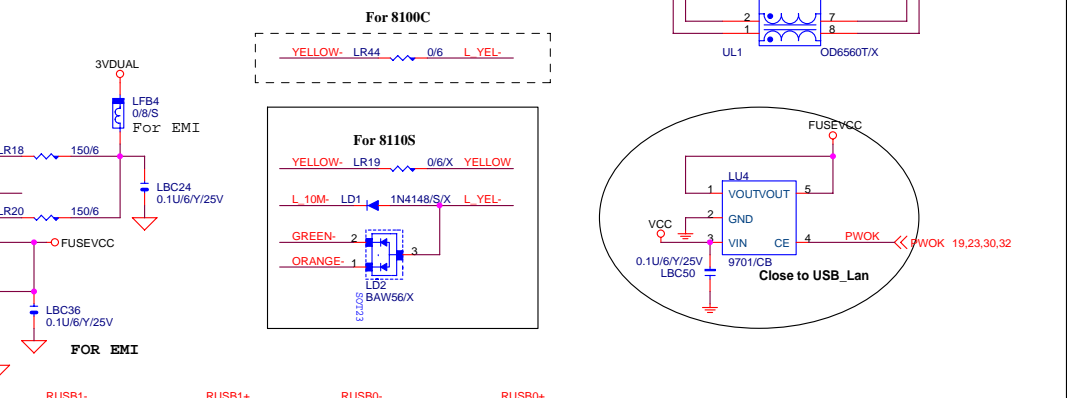 For 8100C
YELLOW- LR44 0/6 L_YEL-
2 7
1 8
UL1 OD6560T/X
3VDUAL
LFB4
0/8/S
For EMI
LR18 150/6
LBC24
0.1U/6/Y/25V
LR20 150/6
FUSEVCC
LBC36
0.1U/6/Y/25V
FOR EMI
For 8110S
YELLOW- LR19 0/6/X YELLOW
L_10M- LD1 1N4148/S/X L_YEL-
GREEN- 2
3
ORANGE- 1
LD2
BAW56/X
SOT23
FUSEVCC
LU4
1 VOUT VOUT 5
2 GND
VCC
3 VIN CE 4 PWOK PWOK 19,23,30,32
0.1U/6/Y/25V 9701/CB
LBC50
Close to USB_Lan
RUSB1- RUSB1+ RUSB0- RUSB0+